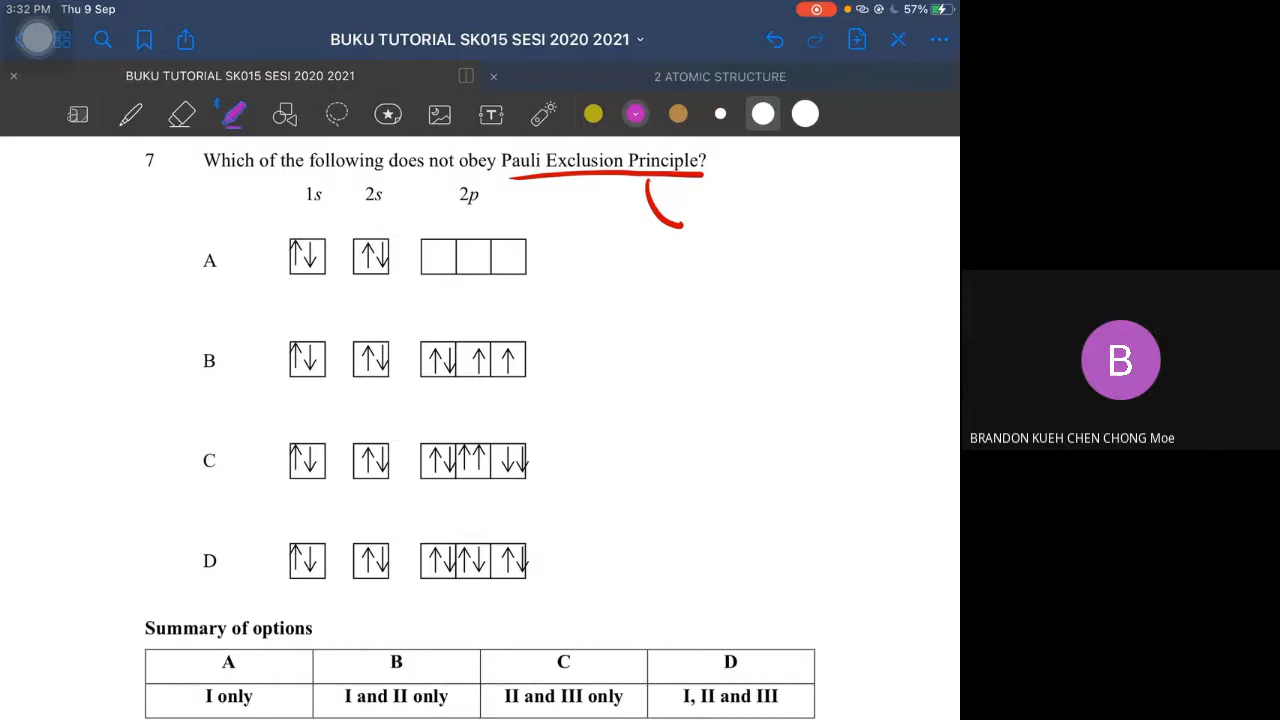 3:32 PM Thu 9 Sep 57%
BUKU TUTORIAL SK015 SESI 2020 2021
BUKU TUTORIAL SK015 SESI 2020 2021 2 ATOMIC STRUCTURE
T
7 Which of the following does not obey Pauli Exclusion Principle?
1s 2s 2p
A ↑↓ ↑↓
B ↑↓ ↑↓ ↑↓ ↑ ↑
C ↑↓ ↑↓ ↑↓ ↑↑ ↓↓
D ↑↓ ↑↓ ↑↓ ↑↓ ↑↓
Summary of options
A B C D
I only I and II only II and III only I, II and III
B
BRANDON KUEH CHEN CHONG Moe